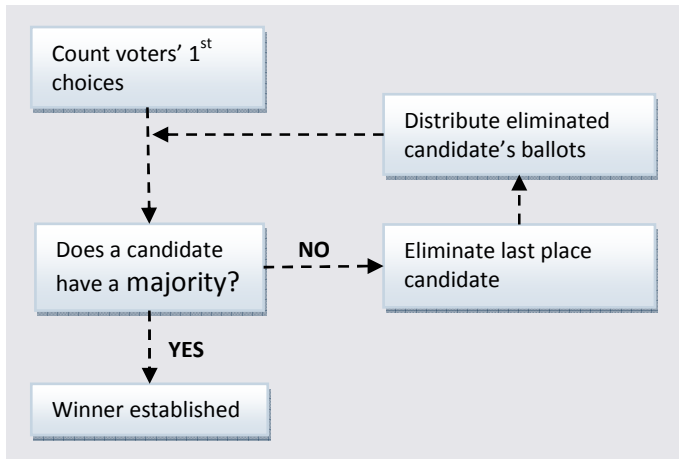 Count voters’ 1st
choices
Distribute eliminated
candidate’s ballots
Does a candidate
have a majority?
NO
Eliminate last place
candidate
YES
Winner established